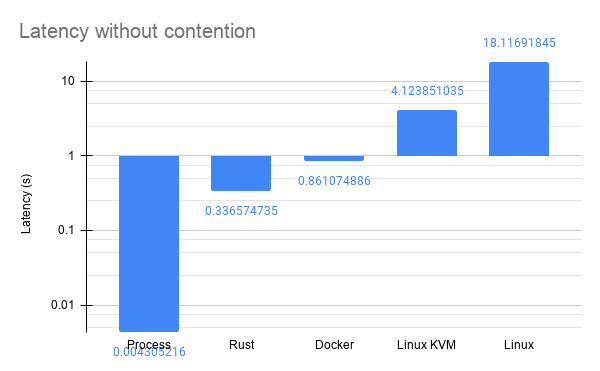 Latency without contention
18.11691845
10
4.123851035
1
0.861074886
0.336574735
Latency (s)
0.1
0.01
Process
Rust
Docker
Linux KVM
Linux
0.004305216